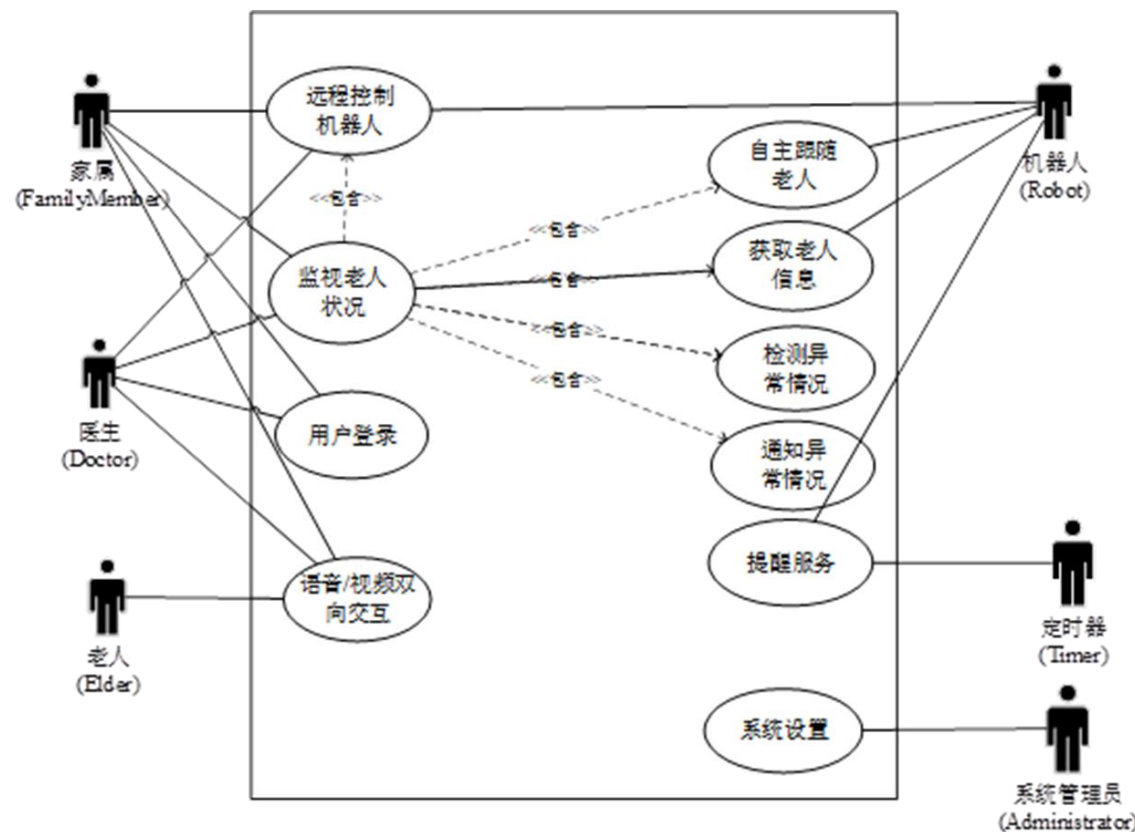 远程控制
机器人
家属
(FamilyMember)
机器人
(Robot)
自主跟随
老人
<<包含>>
<<包含>>
监视老人
状况
获取老人
信息
<<包含>>
<<包含>>
检测异
常情况
<<包含>>
医生
(Doctor)
用户登录
通知异
常情况
语音/视频双
向交互
提醒服务
老人
(Elder)
定时器
(Timer)
系统设置
系统管理员
(Administrator)